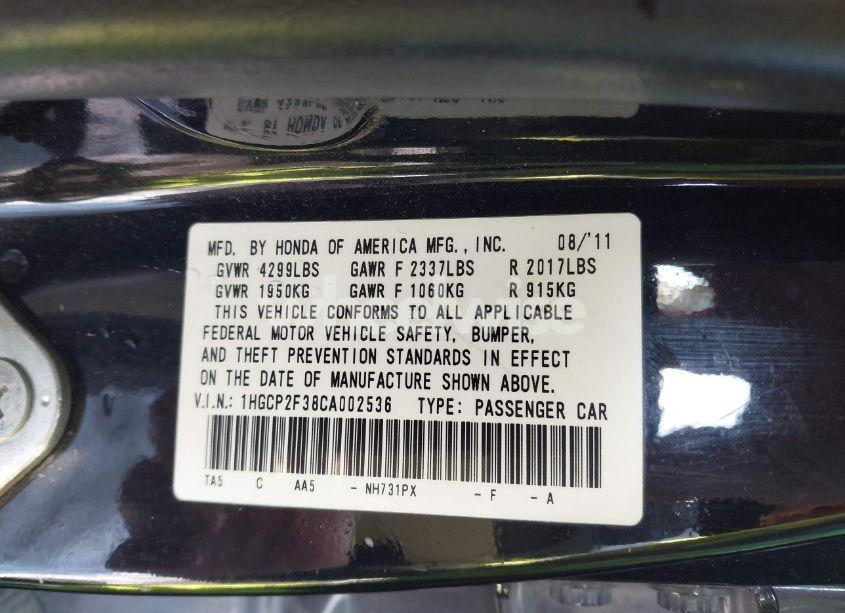 MFD. BY HONDA OF AMERICA MFG., INC. 08/'11
GVWR 4299LBS GAWR F 2337LBS R 2017LBS
GVWR 1950KG GAWR F 1060KG R 915KG
THIS VEHICLE CONFORMS TO ALL APPLICABLE
FEDERAL MOTOR VEHICLE SAFETY, BUMPER,
AND THEFT PREVENTION STANDARDS IN EFFECT
ON THE DATE OF MANUFACTURE SHOWN ABOVE.
V.I.N.: 1HGCP2F38CA002536 TYPE: PASSENGER CAR
TA5 C AA5 - NH731PX - F - A